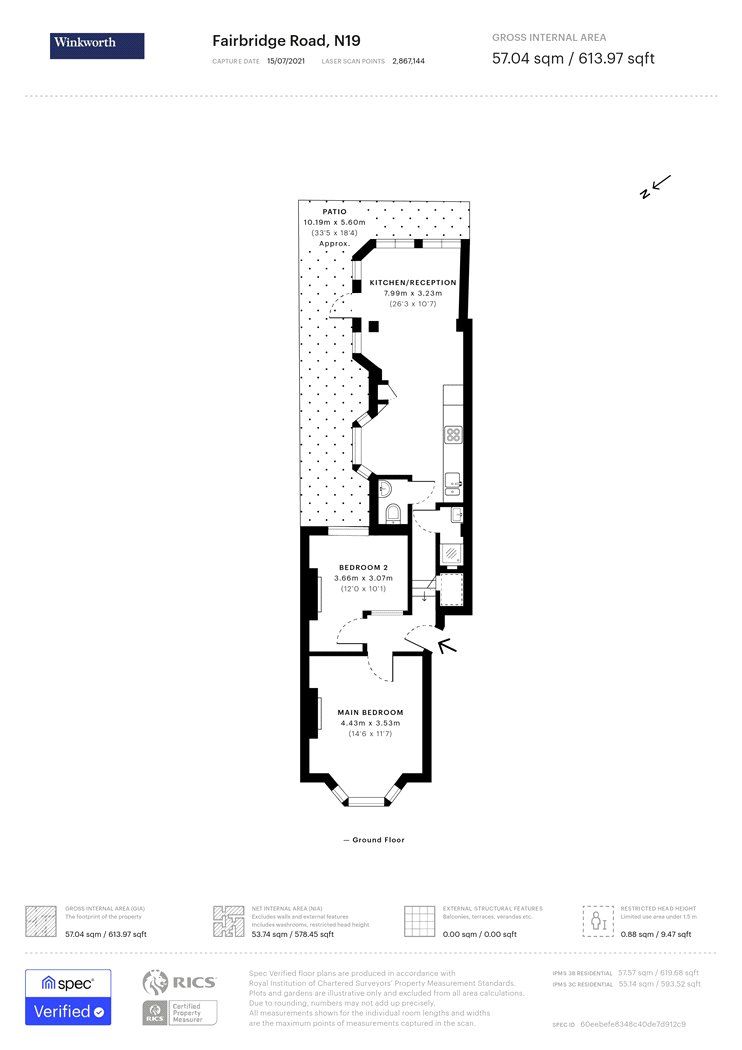 Winkworth
Fairbridge Road, N19
CAPTURE DATE 15/07/2021 LASER SCAN POINTS 2,867,144
GROSS INTERNAL AREA
57.04 sqm / 613.97 sqft
N
PATIO
10.19m x 5.60m
(33'5 x 18'4)
Approx.
KITCHEN/RECEPTION
7.99m x 3.23m
(26'3 x 10'7)
BEDROOM 2
3.66m x 3.07m
(12'0 x 10'1)
MAIN BEDROOM
4.43m x 3.53m
(14'6 x 11'7)
— Ground Floor
GROSS INTERNAL AREA (GIA)
The footprint of the property
57.04 sqm / 613.97 sqft
NET INTERNAL AREA (NIA)
Excludes walls and external features
Includes washrooms, restricted head height
53.74 sqm / 578.45 sqft
EXTERNAL STRUCTURAL FEATURES
Balconies, terraces, verandas etc.
0.00 sqm / 0.00 sqft
RESTRICTED HEAD HEIGHT
Limited use area under 1.5 m
0.88 sqm / 9.47 sqft
spec
Verified
RICS
RICS
Certified
Property
Measurer
Spec Verified floor plans are produced in accordance with
Royal Institution of Chartered Surveyors' Property Measurement Standards.
Plots and gardens are illustrative only and excluded from all area calculations.
Due to rounding, numbers may not add up precisely.
All measurements shown for the individual room lengths and widths
are the maximum points of measurements captured in the scan.
IPMS 3B RESIDENTIAL 57.57 sqm / 619.68 sqft
IPMS 3C RESIDENTIAL 55.14 sqm / 593.52 sqft
SPEC ID 60eebefe8348c40de7d912c9